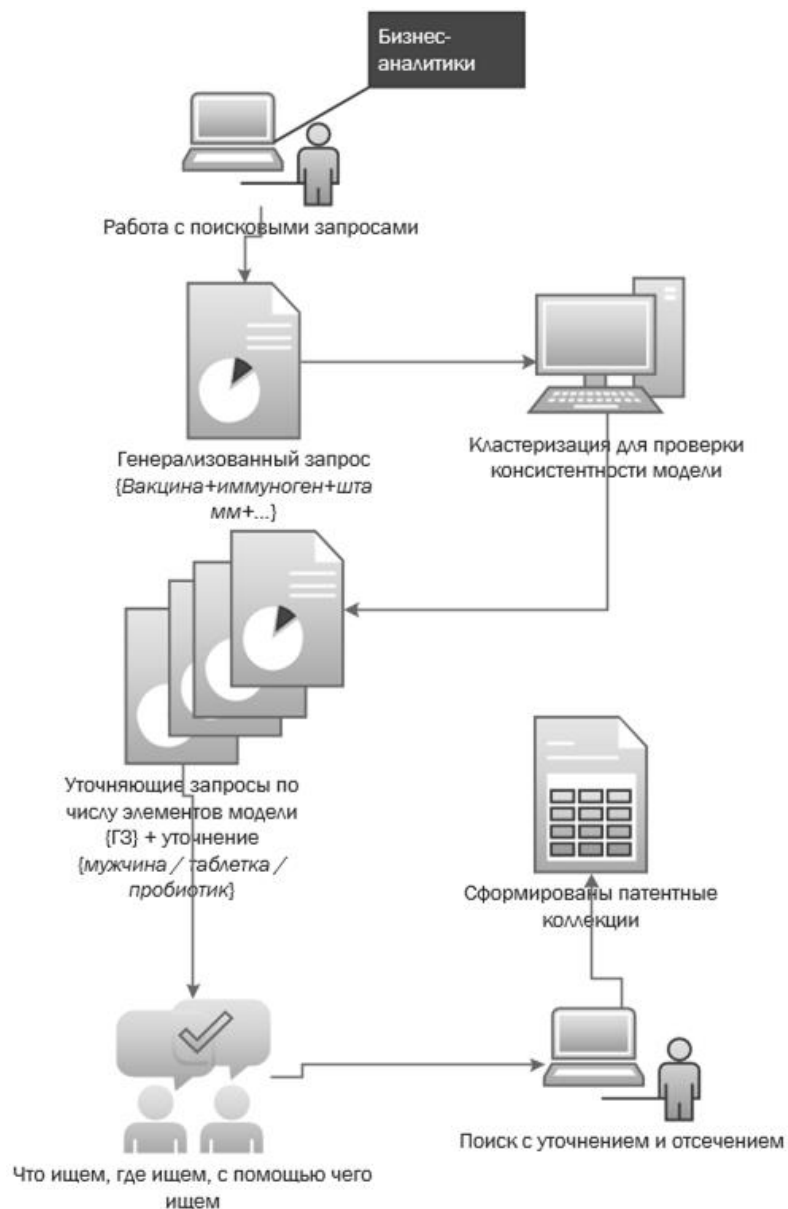 Бизнес-
аналитики
Работа с поисковыми запросами
Генерализованный запрос
{Вакцина+иммуноген+шта
мм+...}
Кластеризация для проверки
консистентности модели
Уточняющие запросы по
числу элементов модели
{ГЗ} + уточнение
{мужчина / таблетка /
пробиотик}
Сформированы патентные
коллекции
Поиск с уточнением и отсечением
Что ищем, где ищем, с помощью чего
ищем